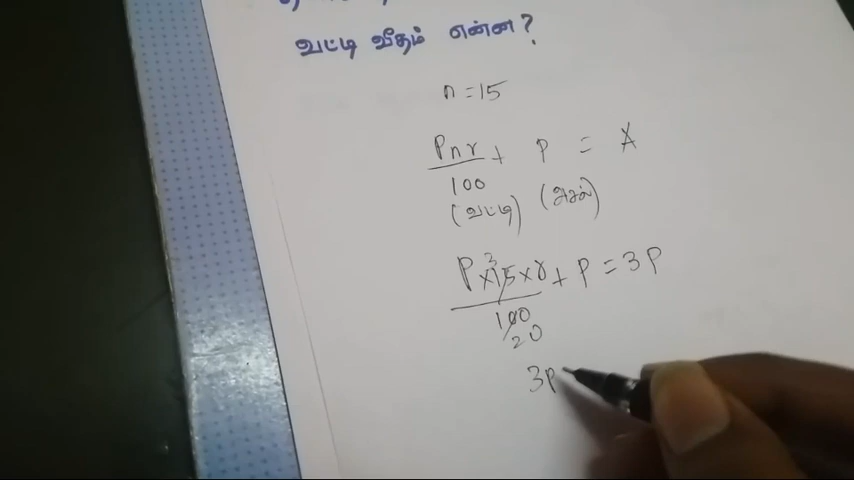 வட்டி வீதம் என்ன?
n = 15
Pnr/100 + P = A
(வட்டி) (அசல்)
P × 15 × r/100 + P = 3P
3
20
3P